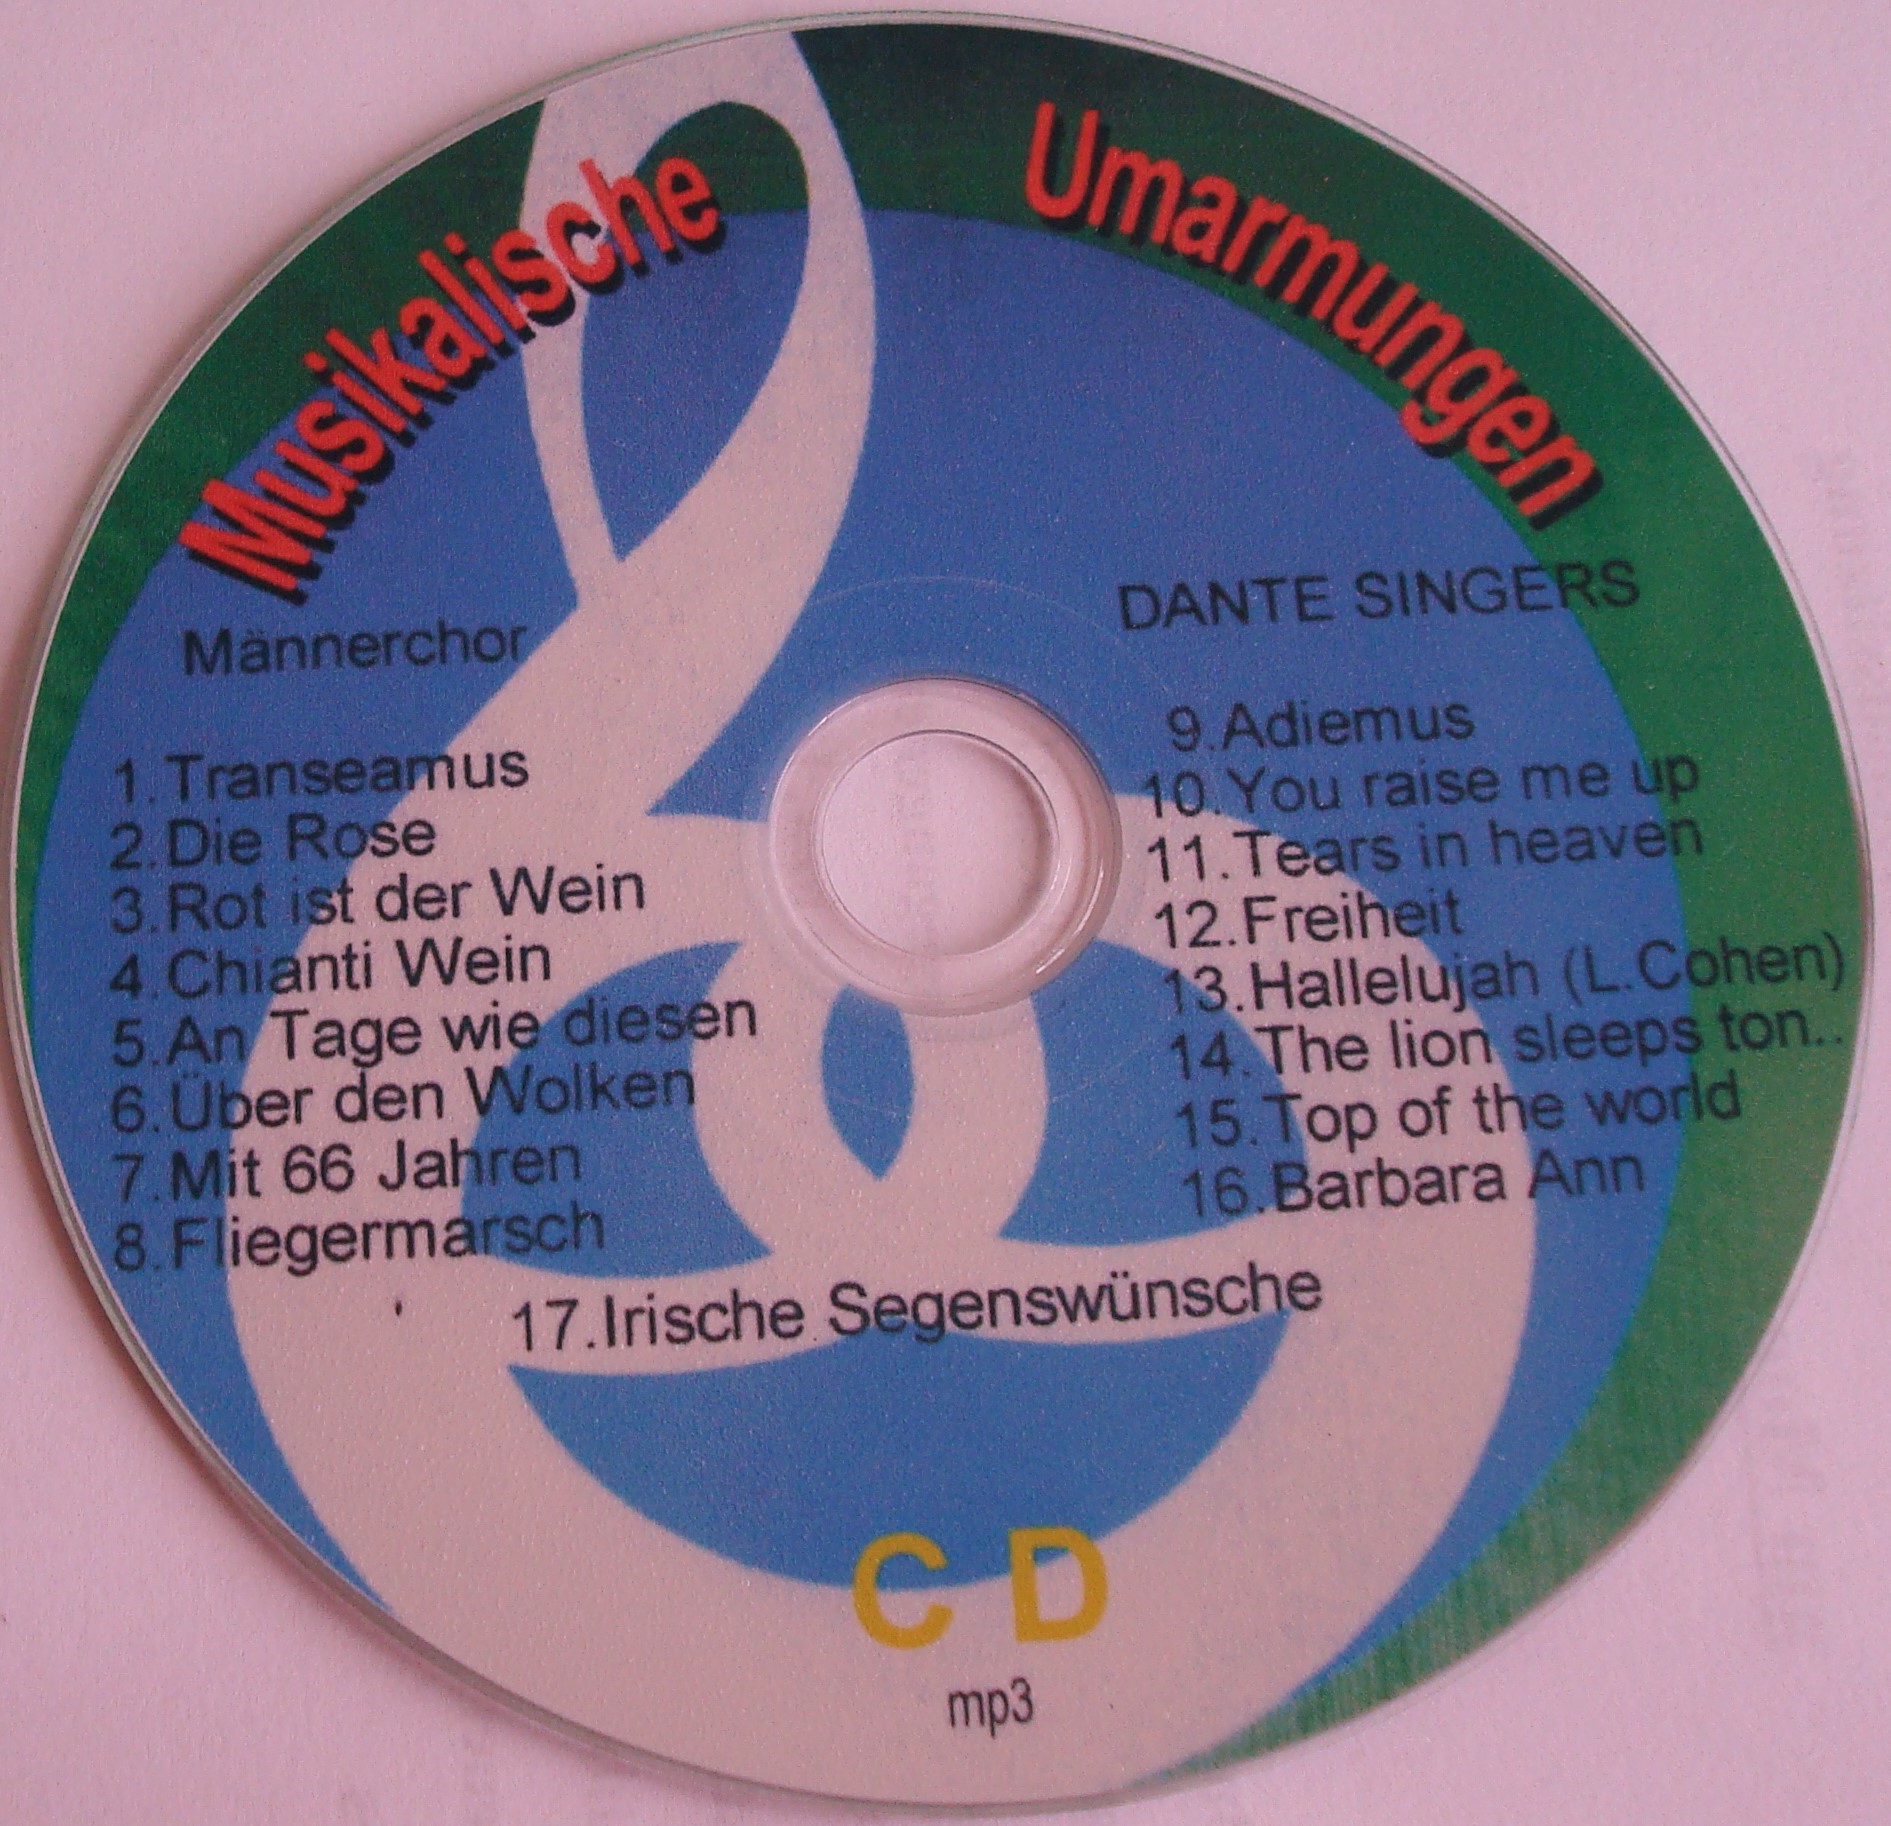 Musikalische Umarmungen
Männerchor
1.Transeamus
2.Die Rose
3.Rot ist der Wein
4.Chianti Wein
5.An Tage wie diesen
6.Über den Wolken
7.Mit 66 Jahren
8.Fliegermarsch
DANTE SINGERS
9.Adiemus
10.You raise me up
11.Tears in heaven
12.Freiheit
13.Hallelujah (L.Cohen)
14.The lion sleeps ton..
15.Top of the world
16.Barbara Ann
17.Irische Segenswünsche
C D
mp3